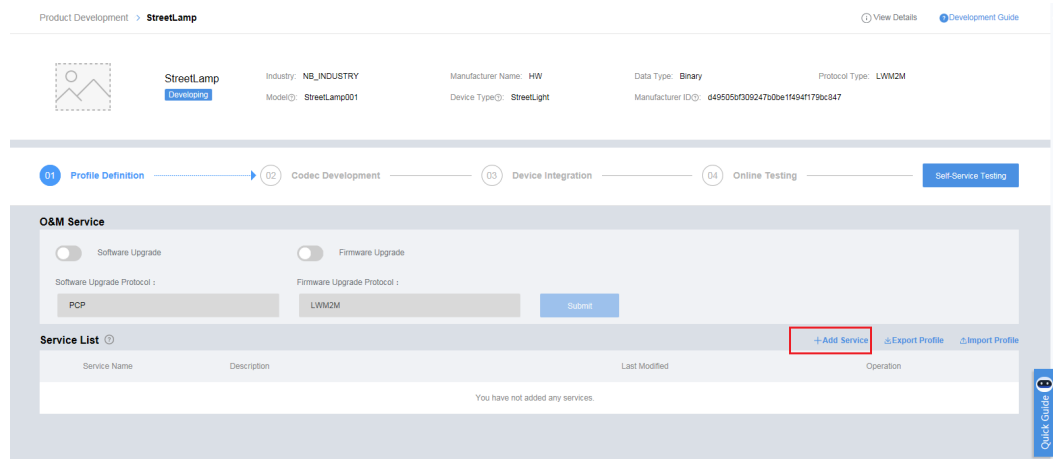 Product Development > StreetLamp
View Details
Development Guide
StreetLamp
Developing
Industry: NB_INDUSTRY
Manufacturer Name: HW
Data Type: Binary
Protocol Type: LWM2M
Model: StreetLamp001
Device Type: StreetLight
Manufacturer ID: d49505bf309247b0be1f494f179bc847
01 Profile Definition
02 Codec Development
03 Device Integration
04 Online Testing
Self-Service Testing
O&M Service
Software Upgrade
Firmware Upgrade
Software Upgrade Protocol :
Firmware Upgrade Protocol :
PCP
LWM2M
Submit
Service List
+Add Service
Export Profile
Import Profile
Service Name
Description
Last Modified
Operation
You have not added any services.
Quick Guide